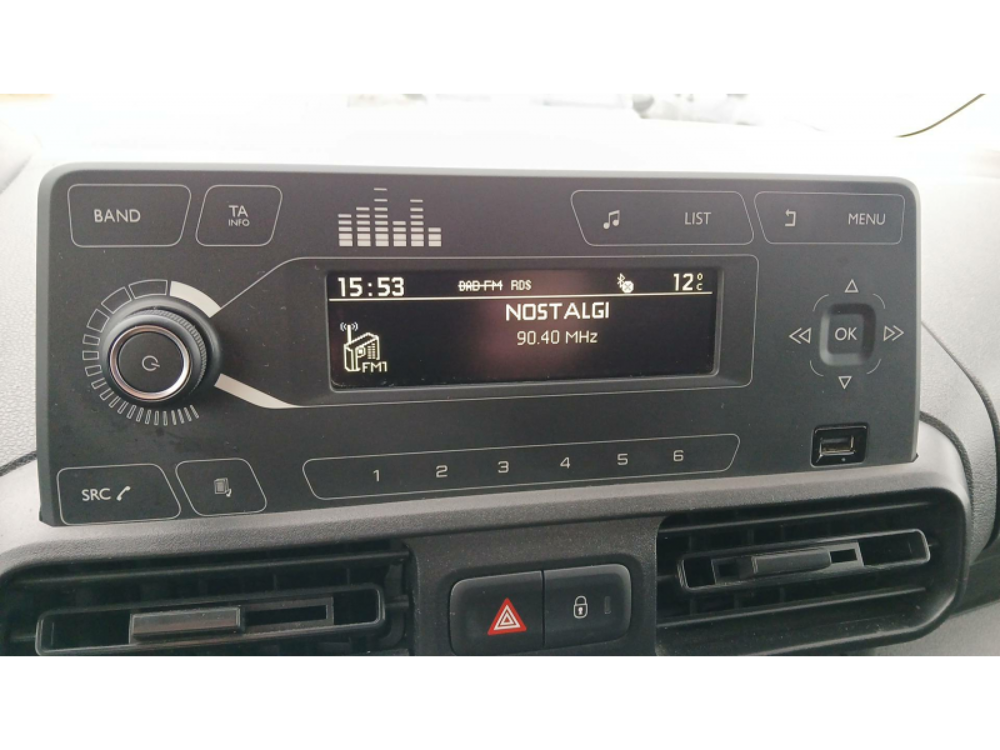 BAND
TA
INFO
LIST
MENU
15:53 DAB-FM RDS 12°C
NOSTALGI
90.40 MHz
FM1
OK
1 2 3 4 5 6
SRC